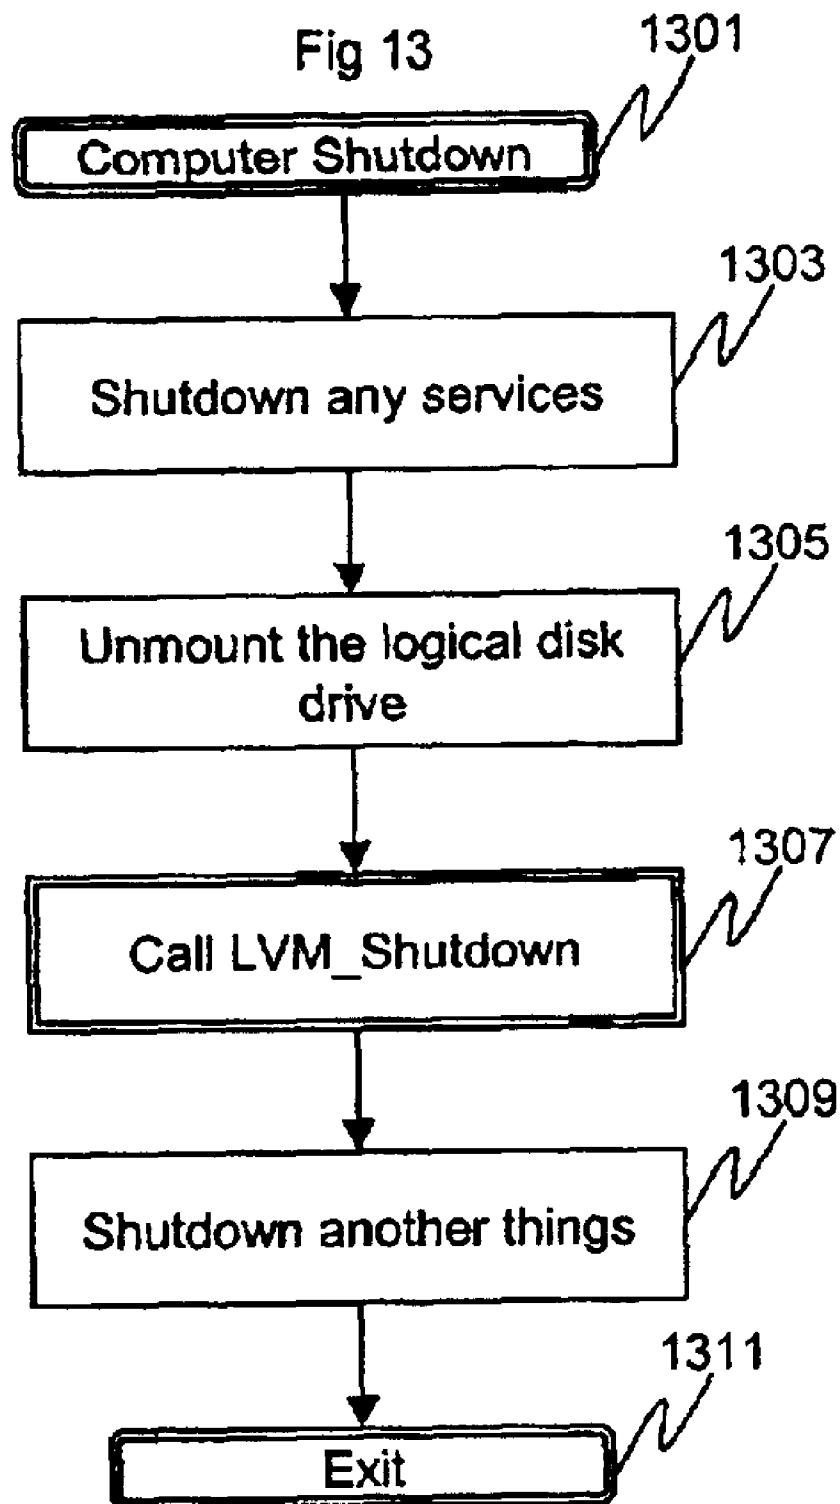 Fig 13
1301
Computer Shutdown
1303
Shutdown any services
1305
Unmount the logical disk
drive
1307
Call LVM_Shutdown
1309
Shutdown another things
1311
Exit